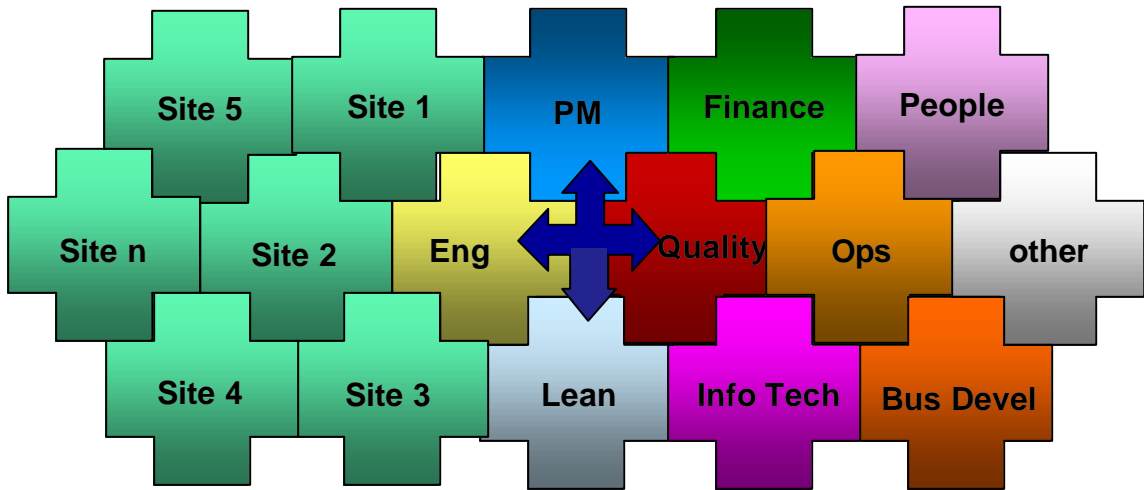 Site 5
Site 1
PM
Finance
People
Site n
Site 2
Eng
Quality
Ops
other
Site 4
Site 3
Lean
Info Tech
Bus Devel